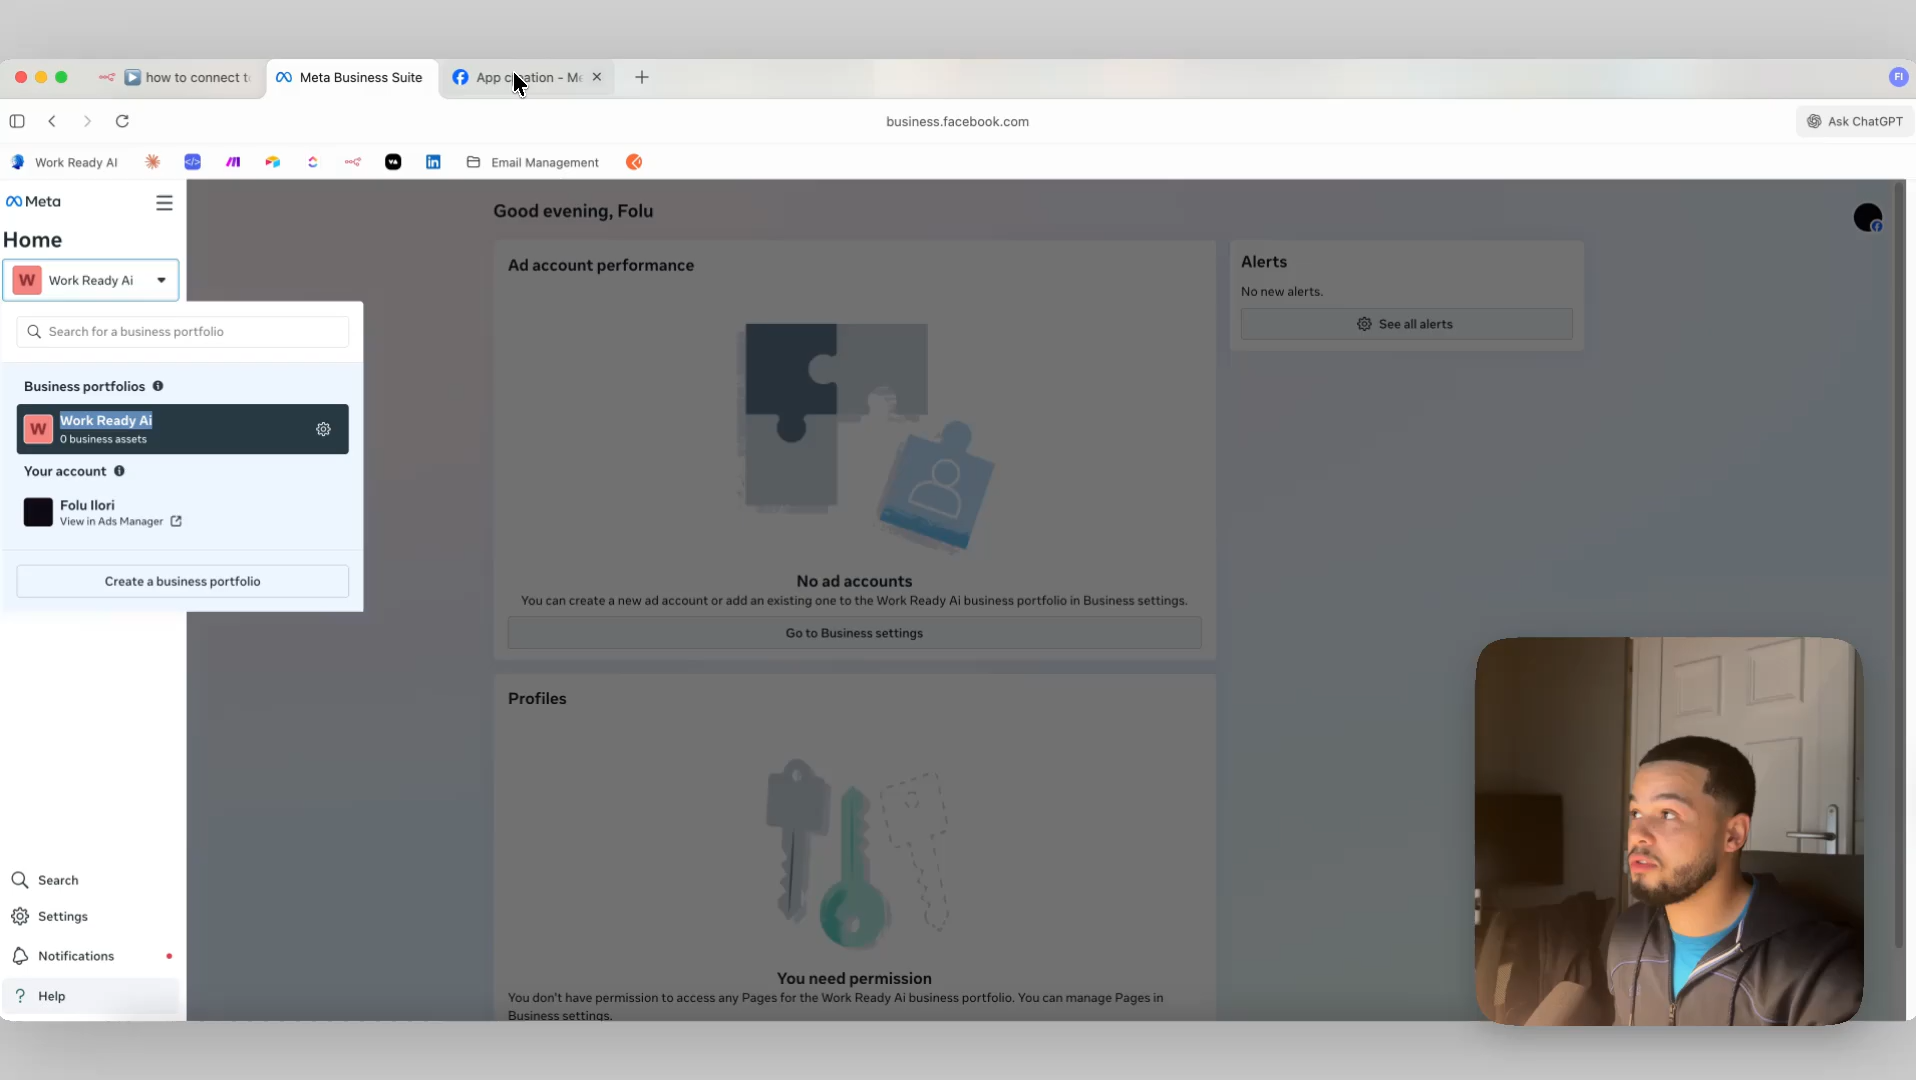 how to connect t
Meta Business Suite
App creation - Me
FI
business.facebook.com
Ask ChatGPT
Work Ready AI
Email Management
Meta
Home
W
Work Ready Ai
Search for a business portfolio
Business portfolios
W
Work Ready Ai
0 business assets
Your account
Folu Ilori
View in Ads Manager
Create a business portfolio
Search
Settings
Notifications
Help
Good evening, Folu
Ad account performance
No ad accounts
You can create a new ad account or add an existing one to the Work Ready Ai business portfolio in Business settings.
Go to Business settings
Alerts
No new alerts.
See all alerts
Profiles
You need permission
You don't have permission to access any Pages for the Work Ready Ai business portfolio. You can manage Pages in
Business settings.